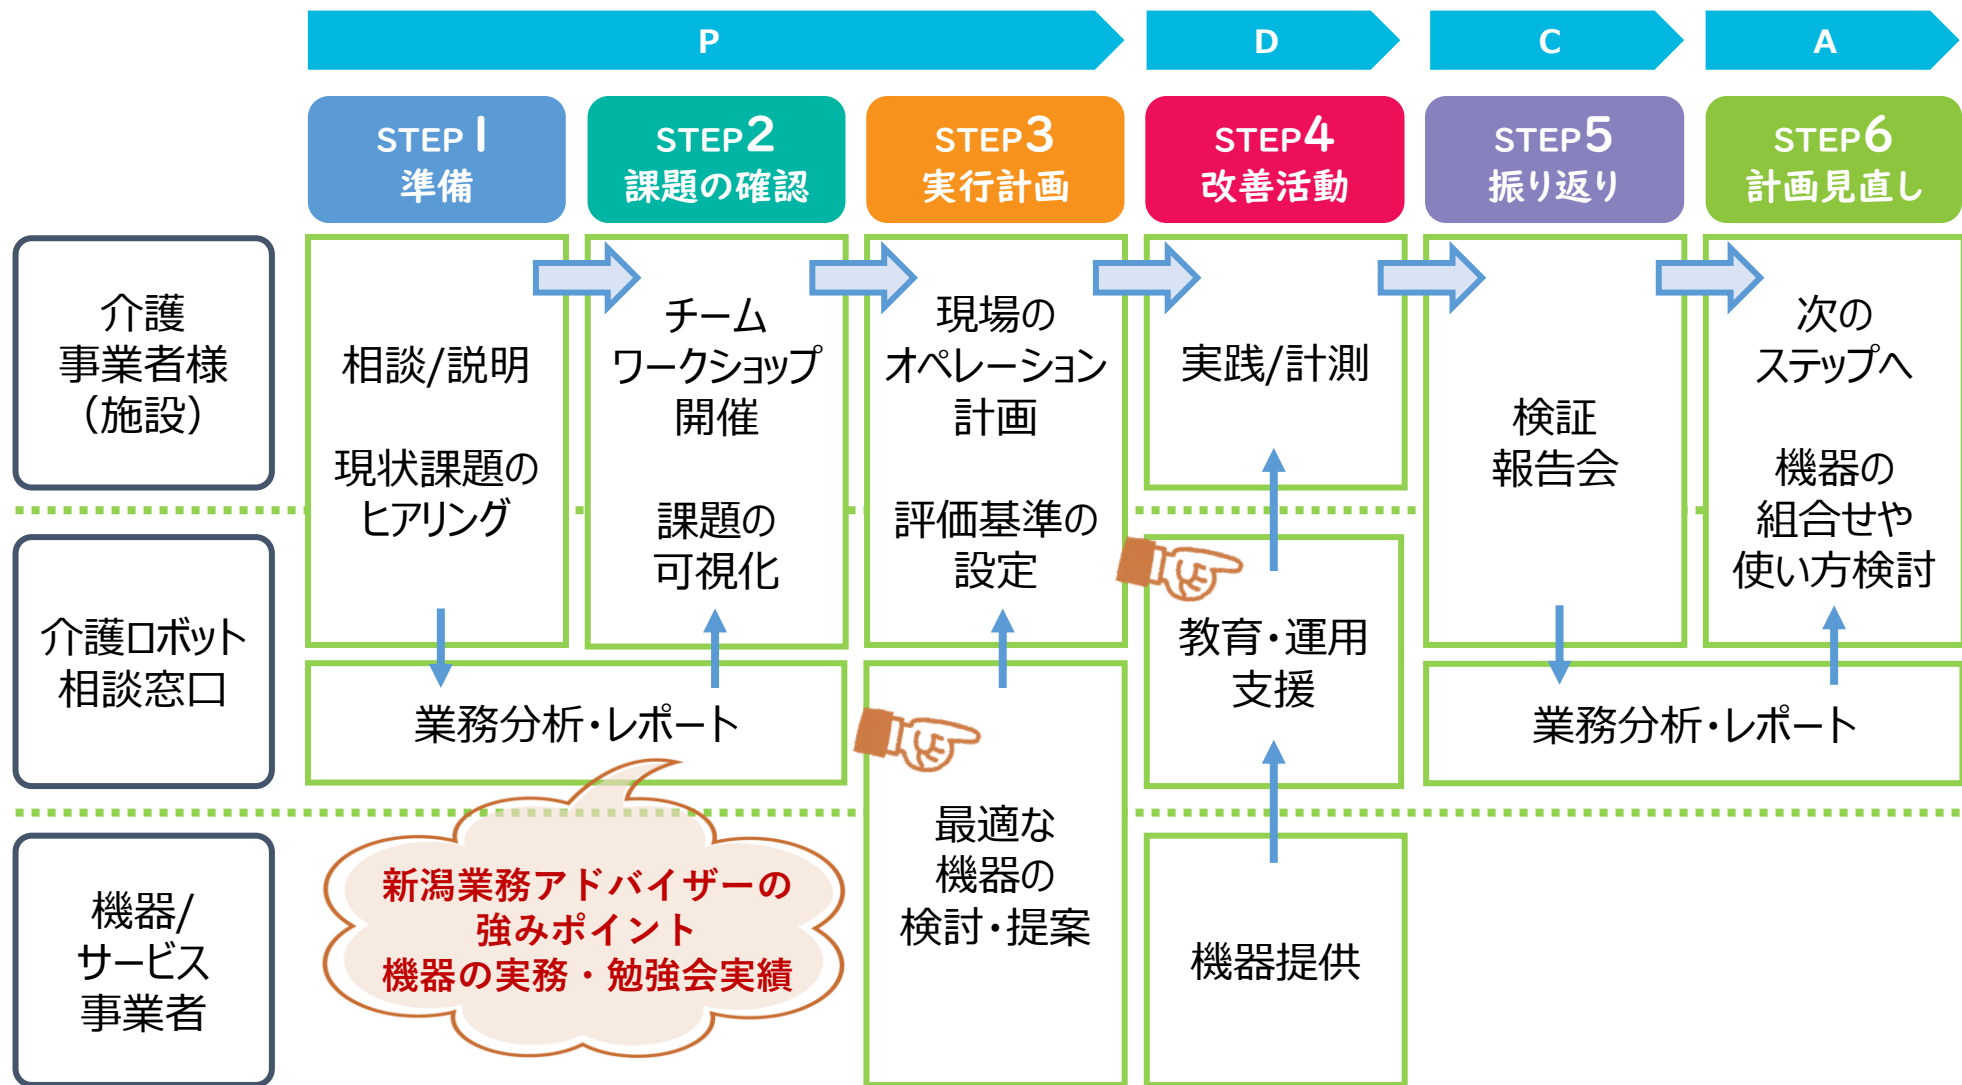 P
D
C
A
STEP1
準備
STEP2
課題の確認
STEP3
実行計画
STEP4
改善活動
STEP5
振り返り
STEP6
計画見直し
介護
事業者様
（施設）
相談/説明
現状課題の
ヒアリング
チーム
ワークショップ
開催
課題の
可視化
現場の
オペレーション
計画
評価基準の
設定
実践/計測
検証
報告会
次の
ステップへ
機器の
組合せや
使い方検討
介護ロボット
相談窓口
業務分析・レポート
教育・運用
支援
業務分析・レポート
機器/
サービス
事業者
新潟業務アドバイザーの
強みポイント
機器の実務・勉強会実績
最適な
機器の
検討・提案
機器提供